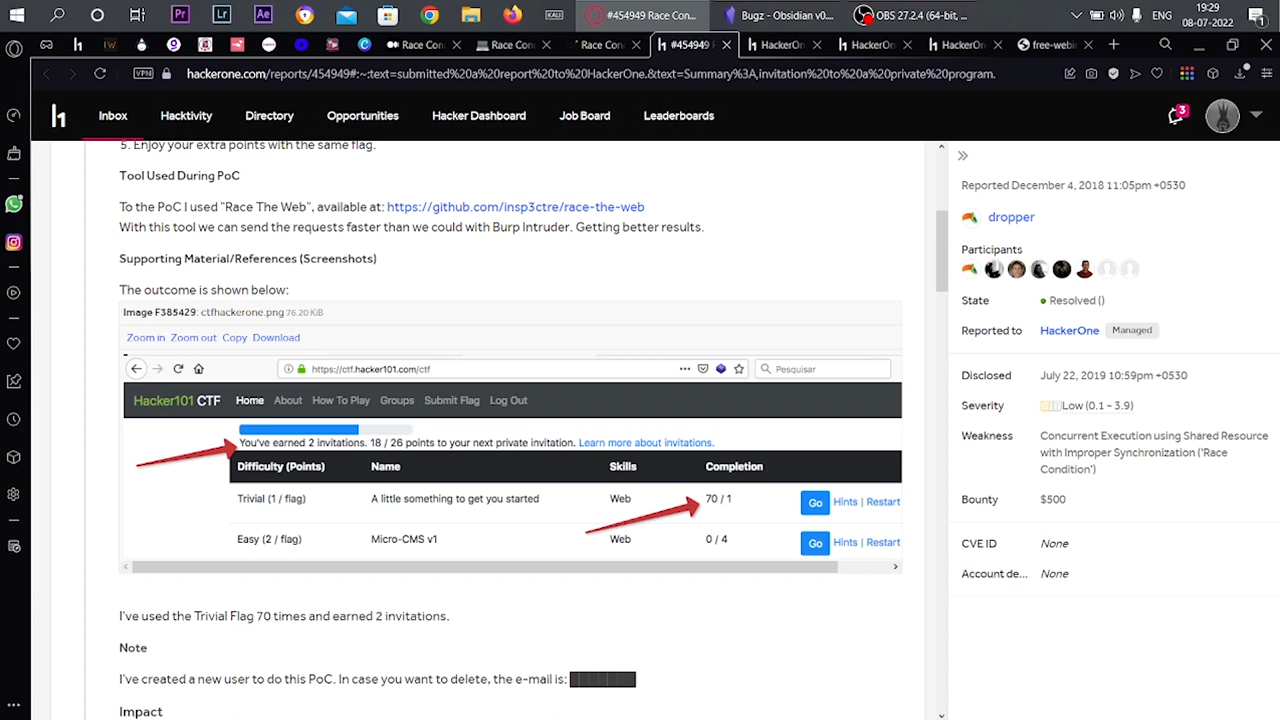 19:29
#454949 Race Con...
Bugz - Obsidian v0...
OBS 27.2.4 (64-bit, ...
ENG
08-07-2022
1
Race Con
Race Con
Race Con
#454949
HackerOn
HackerOn
HackerOn
free-web
VPN
hackerone.com/reports/454949#:~:text=submitted%20a%20report%20to%20HackerOne.&text=Summary%3A,invitation%20to%20a%20private%20program.
Inbox
Hacktivity
Directory
Opportunities
Hacker Dashboard
Job Board
Leaderboards
3
5. Enjoy your extra points with the same flag.
Tool Used During PoC
To the PoC I used "Race The Web", available at: https://github.com/insp3ctre/race-the-web
With this tool we can send the requests faster than we could with Burp Intruder. Getting better results.
Supporting Material/References (Screenshots)
The outcome is shown below:
Image F385429: ctfhackerone.png 76.20 KiB
Zoom in Zoom out Copy Download
https://ctf.hacker101.com/ctf
Pesquisar
Hacker101 CTF Home About How To Play Groups Submit Flag Log Out
You've earned 2 invitations. 18 / 26 points to your next private invitation. Learn more about invitations.
Difficulty (Points) Name Skills Completion
Trivial (1 / flag) A little something to get you started Web 70 / 1 Go Hints | Restart
Easy (2 / flag) Micro-CMS v1 Web 0 / 4 Go Hints | Restart
I've used the Trivial Flag 70 times and earned 2 invitations.
Note
I've created a new user to do this PoC. In case you want to delete, the e-mail is:
Impact
Reported December 4, 2018 11:05pm +0530
dropper
Participants
State Resolved ()
Reported to HackerOne Managed
Disclosed July 22, 2019 10:59pm +0530
Severity Low (0.1 ~ 3.9)
Weakness Concurrent Execution using Shared Resource
with Improper Synchronization ('Race
Condition')
Bounty $500
CVE ID None
Account de... None